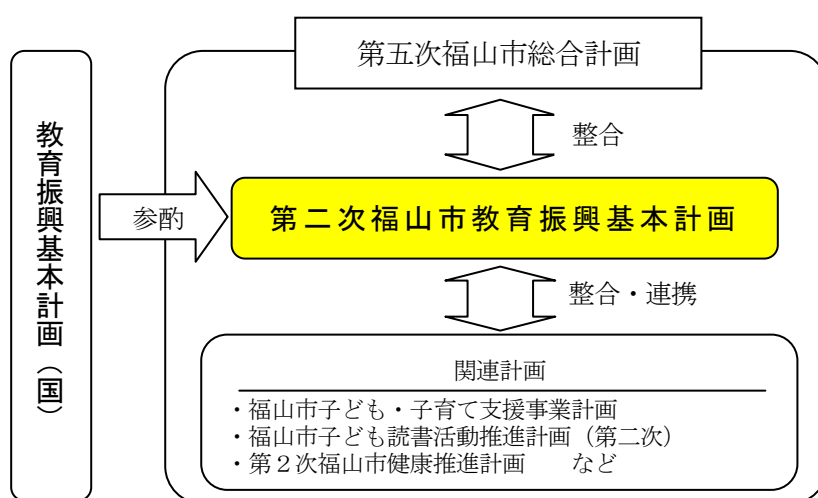 第五次福山市総合計画
整合
教育振興基本計画（国）
参酌
第二次福山市教育振興基本計画
整合・連携
関連計画
・福山市子ども・子育て支援事業計画
・福山市子ども読書活動推進計画（第二次）
・第２次福山市健康推進計画　　など